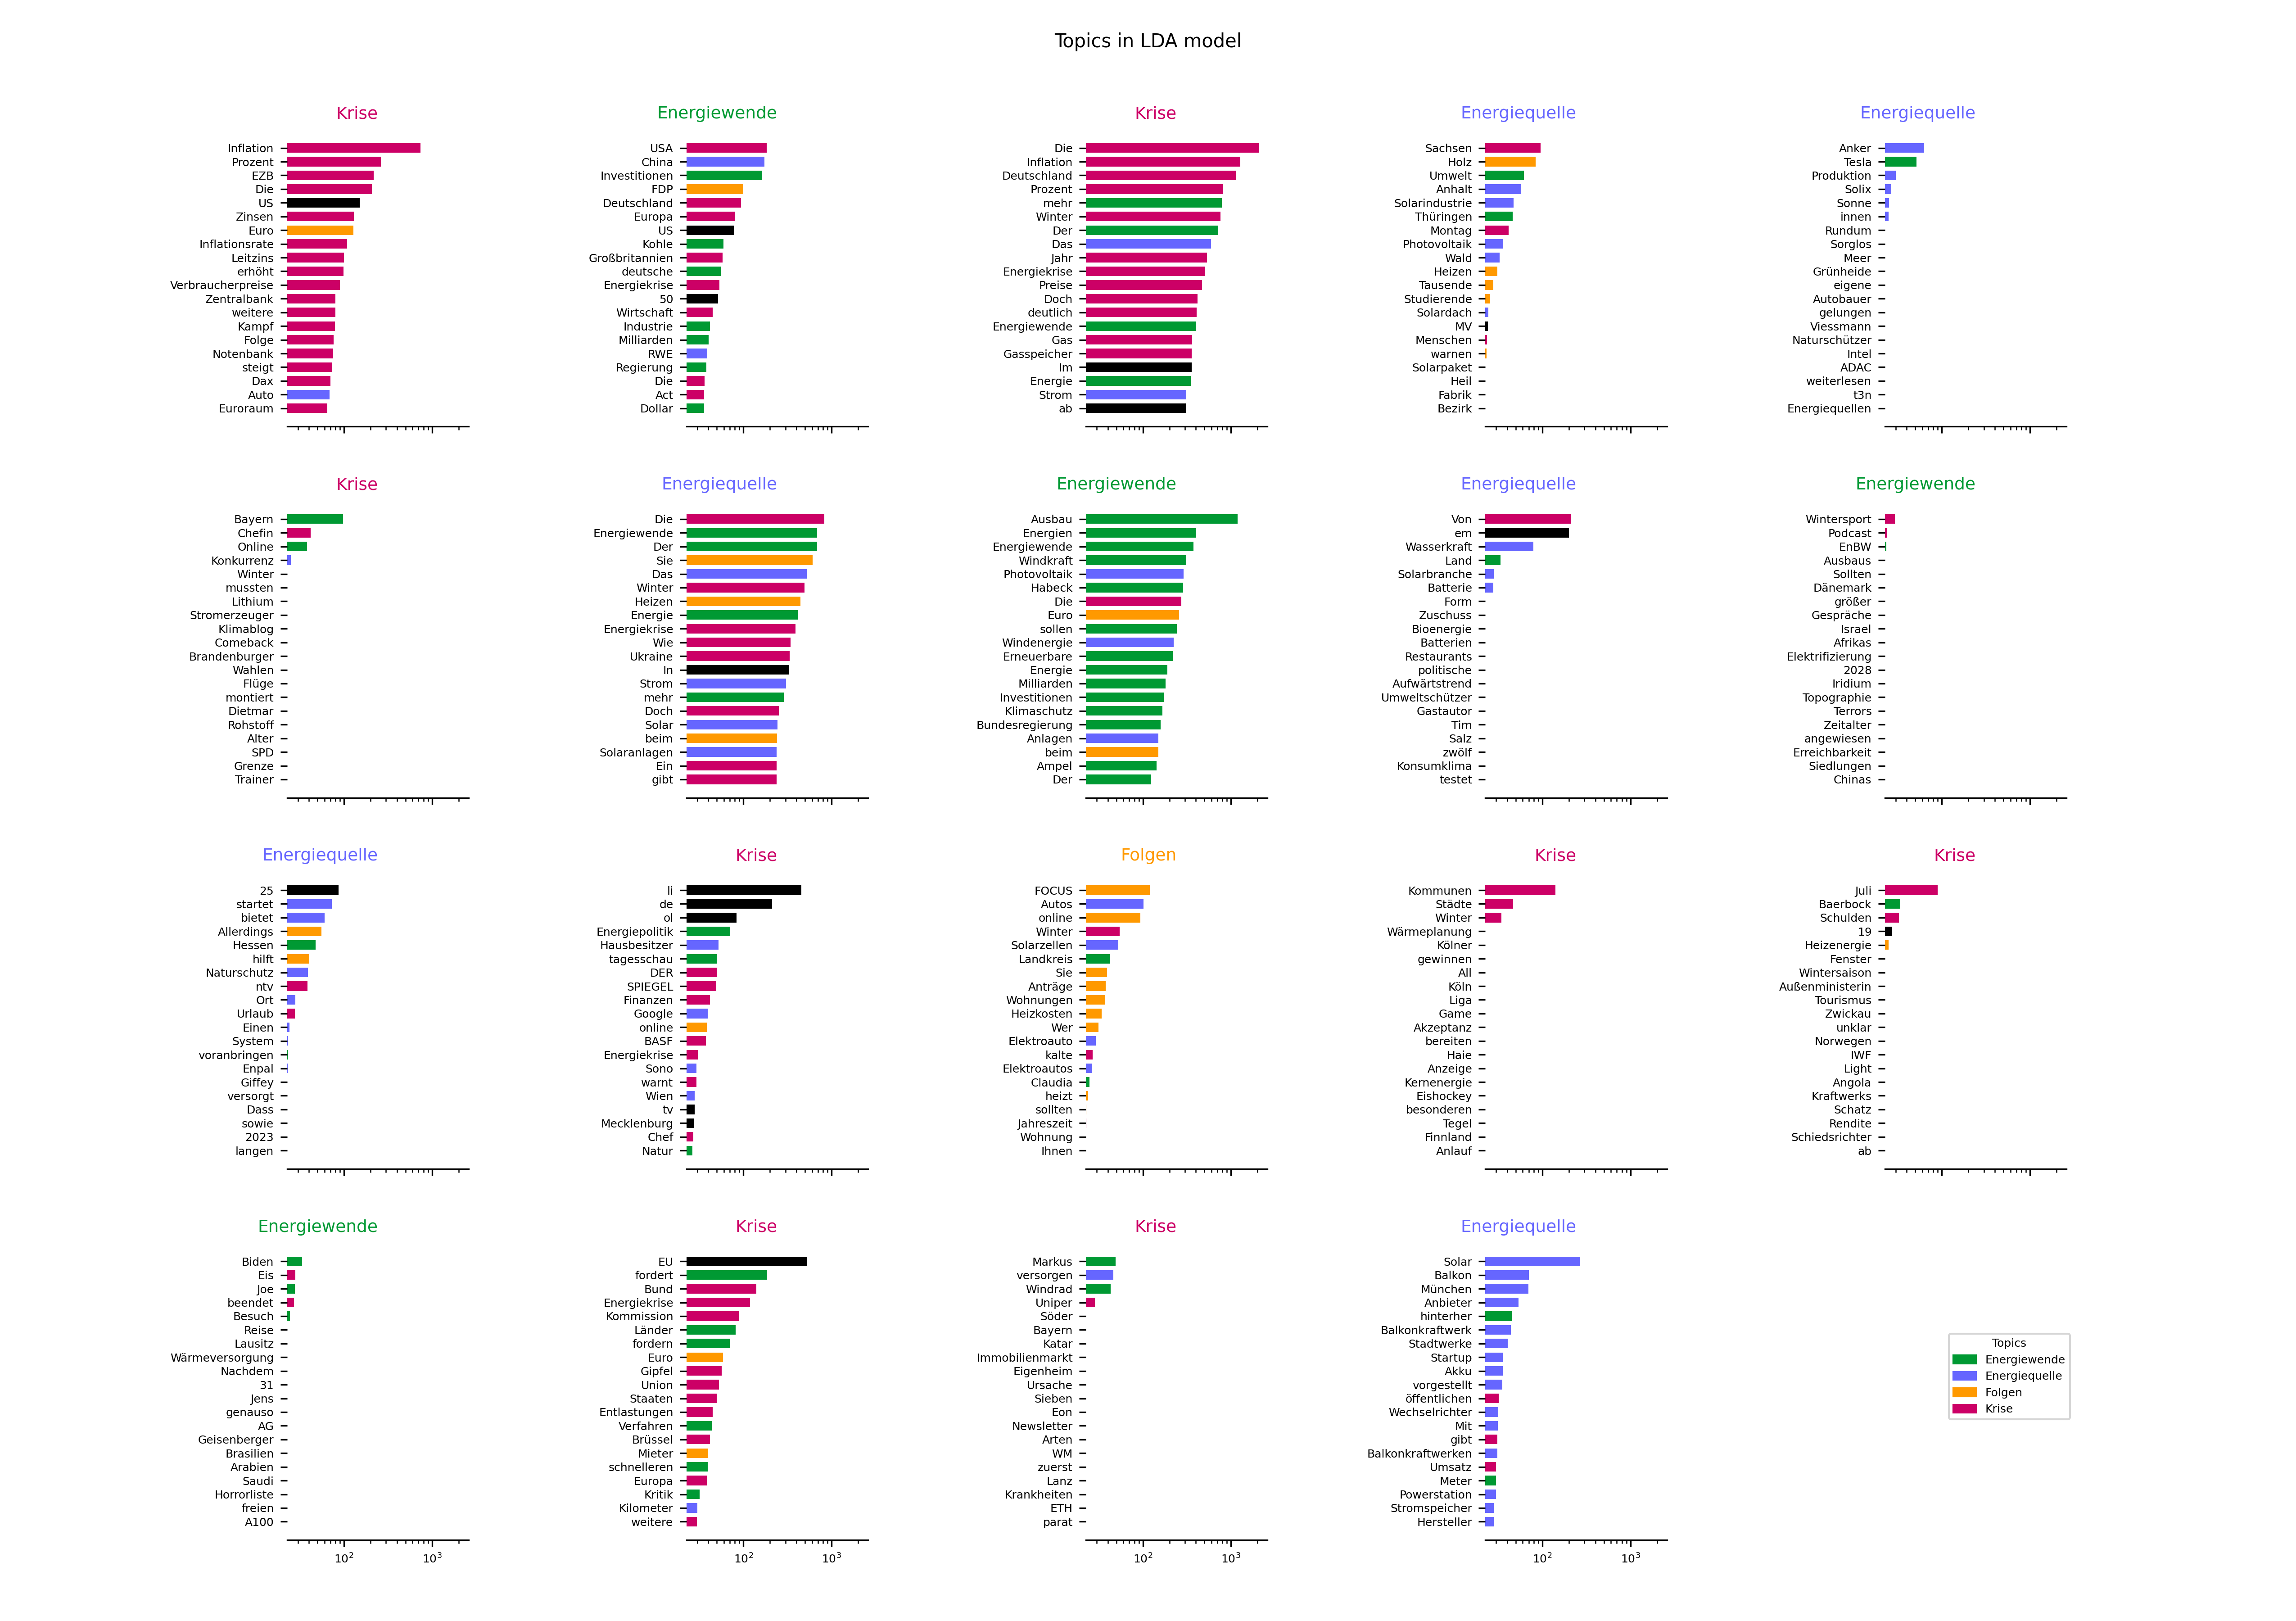 Topics in LDA model
Krise
Inflation
Prozent
EZB
Die
US
Zinsen
Euro
Inflationsrate
Leitzins
erhöht
Verbraucherpreise
Zentralbank
weitere
Kampf
Folge
Notenbank
steigt
Dax
Auto
Euroraum
Energiewende
USA
China
Investitionen
FDP
Deutschland
Europa
US
Kohle
Großbritannien
deutsche
Energiekrise
50
Wirtschaft
Industrie
Milliarden
RWE
Regierung
Die
Act
Dollar
Krise
Die
Inflation
Deutschland
Prozent
mehr
Winter
Der
Das
Jahr
Energiekrise
Preise
Doch
deutlich
Energiewende
Gas
Gasspeicher
Im
Energie
Strom
ab
Energiequelle
Sachsen
Holz
Umwelt
Anhalt
Solarindustrie
Thüringen
Montag
Photovoltaik
Wald
Heizen
Tausende
Studierende
Solardach
MV
Menschen
warnen
Solarpaket
Heil
Fabrik
Bezirk
Energiequelle
Anker
Tesla
Produktion
Solix
Sonne
innen
Rundum
Sorglos
Meer
Grünheide
eigene
Autobauer
gelungen
Viessmann
Naturschützer
Intel
ADAC
weiterlesen
t3n
Energiequellen
Krise
Bayern
Chefin
Online
Konkurrenz
Winter
mussten
Lithium
Stromerzeuger
Klimablog
Comeback
Brandenburger
Wahlen
Flüge
montiert
Dietmar
Rohstoff
Alter
SPD
Grenze
Trainer
Energiequelle
Die
Energiewende
Der
Sie
Das
Winter
Heizen
Energie
Energiekrise
Wie
Ukraine
In
Strom
mehr
Doch
Solar
beim
Solaranlagen
Ein
gibt
Energiewende
Ausbau
Energien
Energiewende
Windkraft
Photovoltaik
Habeck
Die
Euro
sollen
Windenergie
Erneuerbare
Energie
Milliarden
Investitionen
Klimaschutz
Bundesregierung
Anlagen
beim
Ampel
Der
Energiequelle
Von
em
Wasserkraft
Land
Solarbranche
Batterie
Form
Zuschuss
Bioenergie
Batterien
Restaurants
politische
Aufwärtstrend
Umweltschützer
Gastautor
Tim
Salz
zwölf
Konsumklima
testet
Energiewende
Wintersport
Podcast
EnBW
Ausbaus
Sollten
Dänemark
größer
Gespräche
Israel
Afrikas
Elektrifizierung
2028
Iridium
Topographie
Terrors
Zeitalter
angewiesen
Erreichbarkeit
Siedlungen
Chinas
Energiequelle
25
startet
bietet
Allerdings
Hessen
hilft
Naturschutz
ntv
Ort
Urlaub
Einen
System
voranbringen
Enpal
Giffey
versorgt
Dass
sowie
2023
langen
Krise
li
de
ol
Energiepolitik
Hausbesitzer
tagesschau
DER
SPIEGEL
Finanzen
Google
online
BASF
Energiekrise
Sono
warnt
Wien
tv
Mecklenburg
Chef
Natur
Folgen
FOCUS
Autos
online
Winter
Solarzellen
Landkreis
Sie
Anträge
Wohnungen
Heizkosten
Wer
Elektroauto
kalte
Elektroautos
Claudia
heizt
sollten
Jahreszeit
Wohnung
Ihnen
Krise
Kommunen
Städte
Winter
Wärmeplanung
Kölner
gewinnen
All
Köln
Liga
Game
Akzeptanz
bereiten
Haie
Anzeige
Kernenergie
Eishockey
besonderen
Tegel
Finnland
Anlauf
Krise
Juli
Baerbock
Schulden
19
Heizenergie
Fenster
Wintersaison
Außenministerin
Tourismus
Zwickau
unklar
Norwegen
IWF
Light
Angola
Kraftwerks
Schatz
Rendite
Schiedsrichter
ab
Energiewende
Biden
Eis
Joe
beendet
Besuch
Reise
Lausitz
Wärmeversorgung
Nachdem
31
Jens
genauso
AG
Geisenberger
Brasilien
Arabien
Saudi
Horrorliste
freien
A100
10² 10³
Krise
EU
fordert
Bund
Energiekrise
Kommission
Länder
fordern
Euro
Gipfel
Union
Staaten
Entlastungen
Verfahren
Brüssel
Mieter
schnelleren
Europa
Kritik
Kilometer
weitere
10² 10³
Krise
Markus
versorgen
Windrad
Uniper
Söder
Bayern
Katar
Immobilienmarkt
Eigenheim
Ursache
Sieben
Eon
Newsletter
Arten
WM
zuerst
Lanz
Krankheiten
ETH
parat
10² 10³
Energiequelle
Solar
Balkon
München
Anbieter
hinterher
Balkonkraftwerk
Stadtwerke
Startup
Akku
vorgestellt
öffentlichen
Wechselrichter
Mit
gibt
Balkonkraftwerken
Umsatz
Meter
Powerstation
Stromspeicher
Hersteller
10² 10³
Topics
Energiewende
Energiequelle
Folgen
Krise